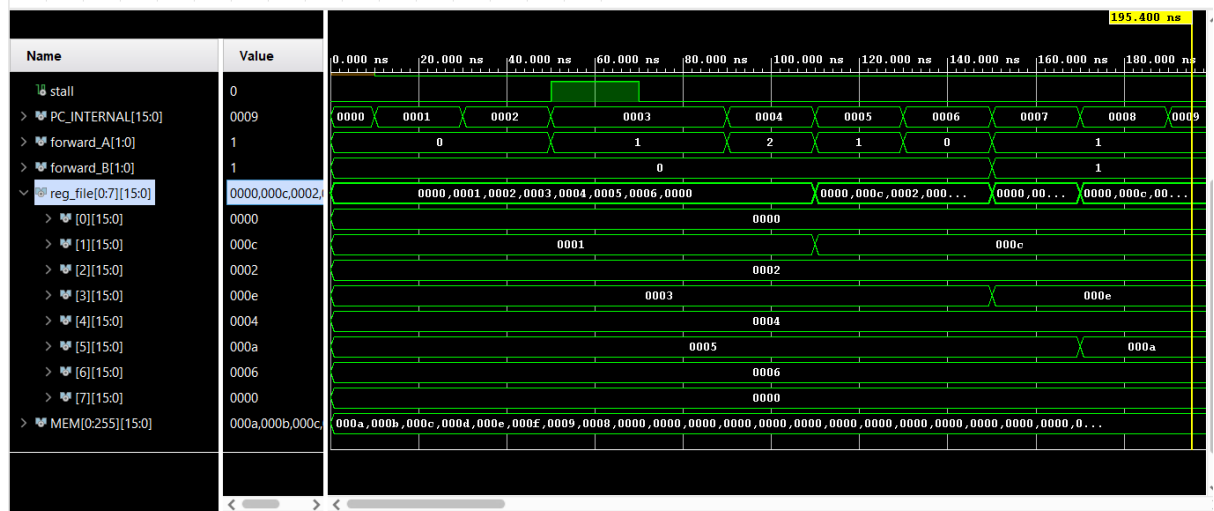 195.400 ns
Name Value 0.000 ns 20.000 ns 40.000 ns 60.000 ns 80.000 ns 100.000 ns 120.000 ns 140.000 ns 160.000 ns 180.000 ns
stall 0
PC_INTERNAL[15:0] 0009 0000 0001 0002 0003 0004 0005 0006 0007 0008 0009
forward_A[1:0] 1 0 1 2 1 0 1
forward_B[1:0] 1 0 1
reg_file[0:7][15:0] 0000,000c,0002,0 0000,0001,0002,0003,0004,0005,0006,0000 0000,000c,0002,000... 0000,00... 0000,000c,00...
[0][15:0] 0000 0000
[1][15:0] 000c 0001 000c
[2][15:0] 0002 0002
[3][15:0] 000e 0003 000e
[4][15:0] 0004 0004
[5][15:0] 000a 0005 000a
[6][15:0] 0006 0006
[7][15:0] 0000 0000
MEM[0:255][15:0] 000a,000b,000c, 000a,000b,000c,000d,000e,000f,0009,0008,0000,0000,0000,0000,0000,0000,0000,0000,0000,0000,0000,0...